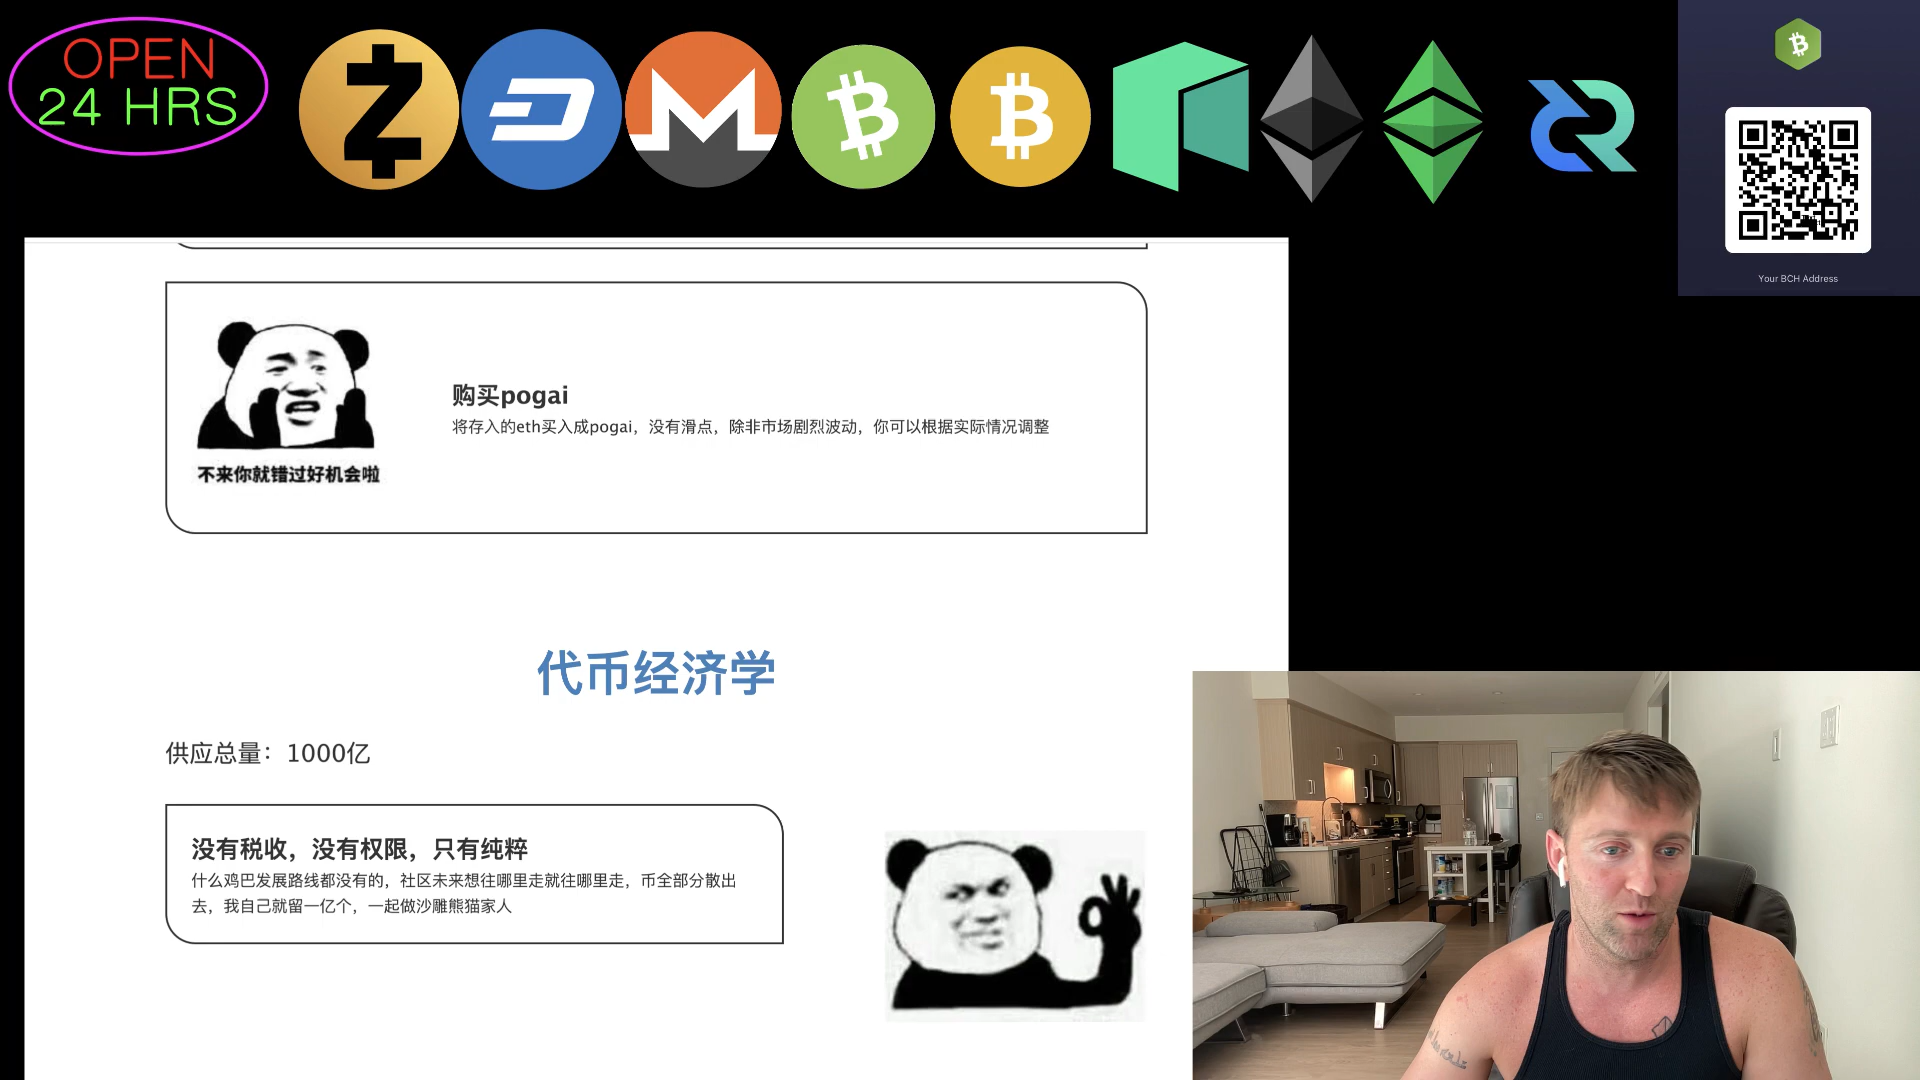 OPEN
24 HRS
Your BCH Address
购买pogai
将存入的eth买入成pogai，没有滑点，除非市场剧烈波动，你可以根据实际情况调整
不来你就错过好机会啦
代币经济学
供应总量：1000亿
没有税收，没有权限，只有纯粹
什么鸡巴发展路线都没有的，社区未来想往哪里走就往哪里走，币全部分散出
去，我自己就留一亿个，一起做沙雕熊猫家人